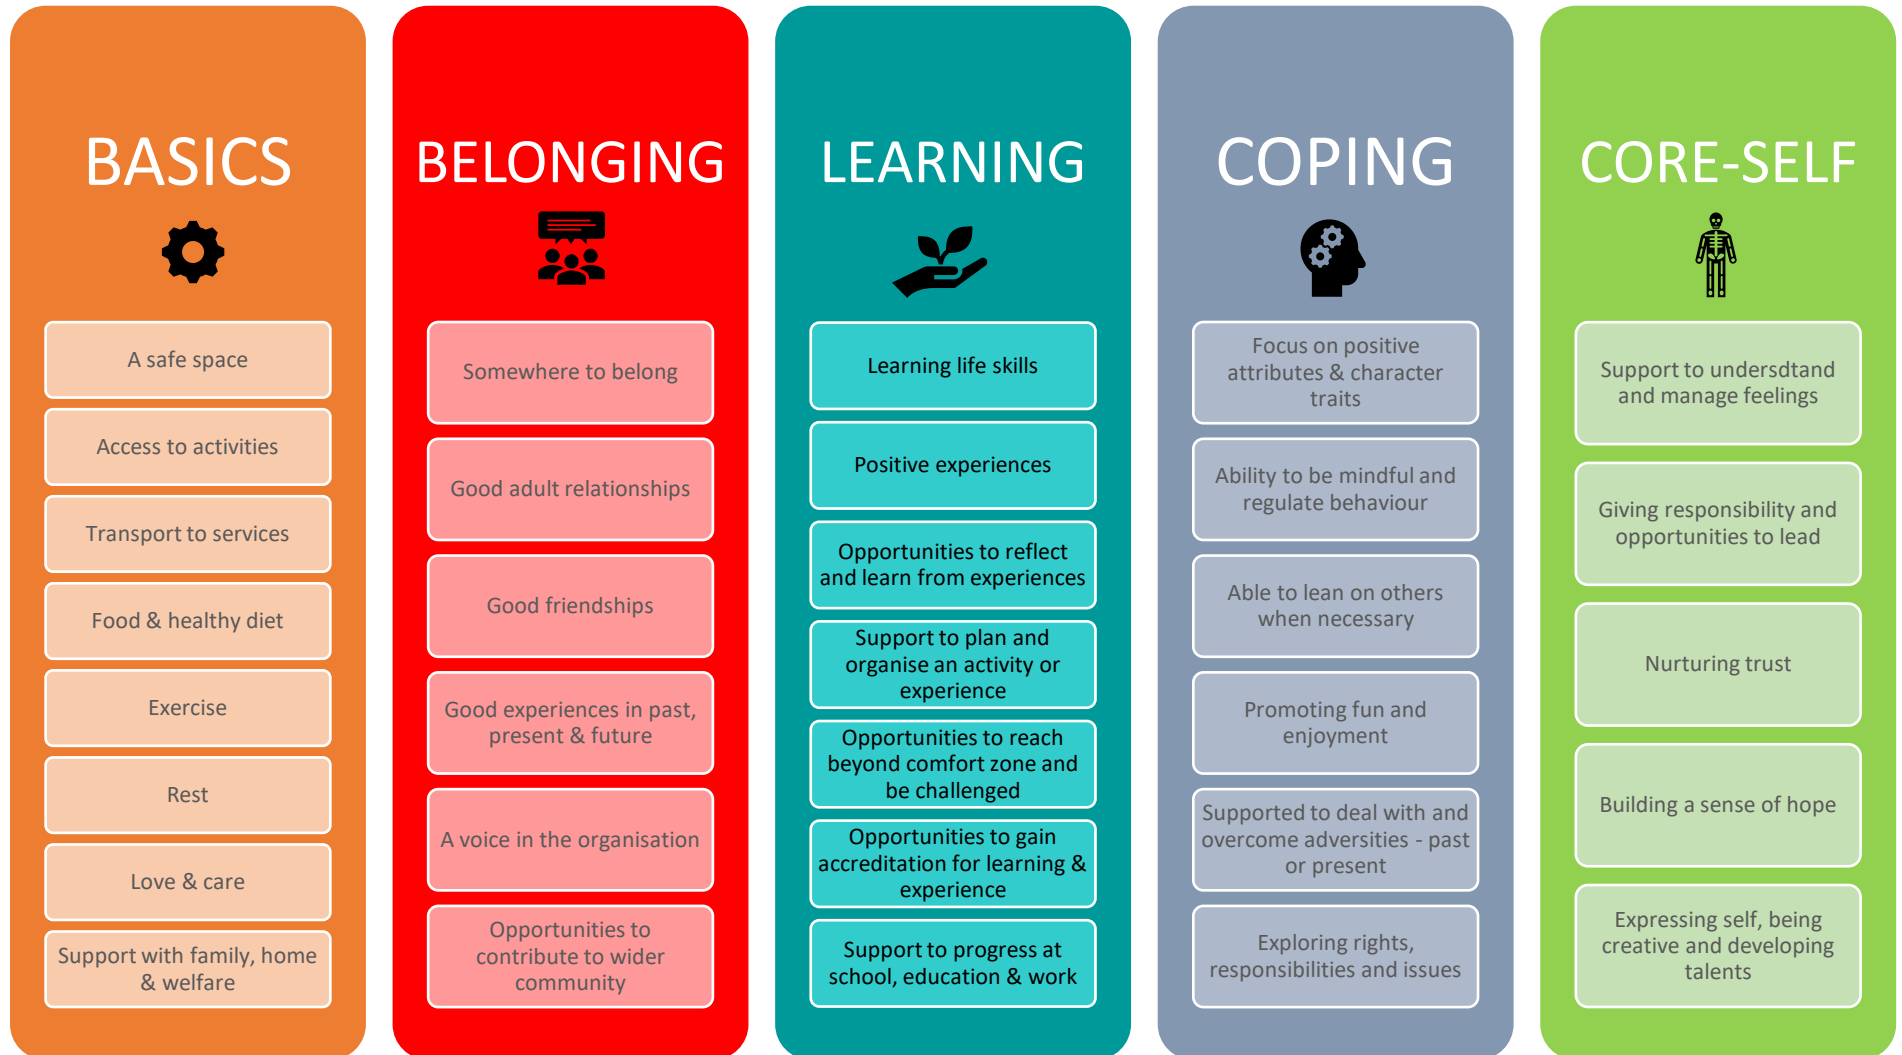 BASICS
A safe space
Access to activities
Transport to services
Food & healthy diet
Exercise
Rest
Love & care
Support with family, home
& welfare
BELONGING
Somewhere to belong
Good adult relationships
Good friendships
Good experiences in past,
present & future
A voice in the organisation
Opportunities to
contribute to wider
community
LEARNING
Learning life skills
Positive experiences
Opportunities to reflect
and learn from experiences
Support to plan and
organise an activity or
experience
Opportunities to reach
beyond comfort zone and
be challenged
Opportunities to gain
accreditation for learning &
experience
Support to progress at
school, education & work
COPING
Focus on positive
attributes & character
traits
Ability to be mindful and
regulate behaviour
Able to lean on others
when necessary
Promoting fun and
enjoyment
Supported to deal with and
overcome adversities - past
or present
Exploring rights,
responsibilities and issues
CORE-SELF
Support to undersdtand
and manage feelings
Giving responsibility and
opportunities to lead
Nurturing trust
Building a sense of hope
Expressing self, being
creative and developing
talents